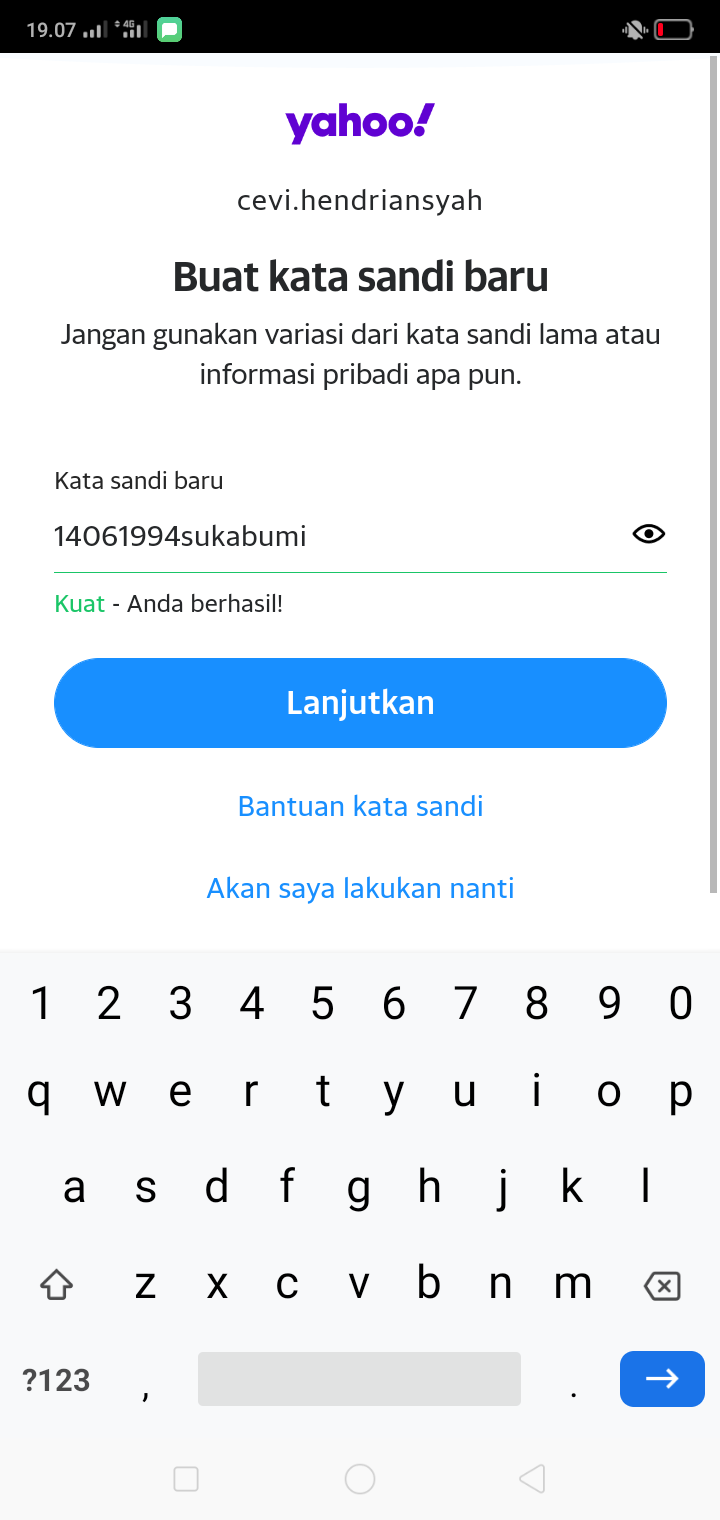 19.07
4G
yahoo!
cevi.hendriansyah
Buat kata sandi baru
Jangan gunakan variasi dari kata sandi lama atau
informasi pribadi apa pun.
Kata sandi baru
14061994sukabumi
Kuat - Anda berhasil!
Lanjutkan
Bantuan kata sandi
Akan saya lakukan nanti
1 2 3 4 5 6 7 8 9 0
q w e r t y u i o p
a s d f g h j k l
z x c v b n m
?123 , .